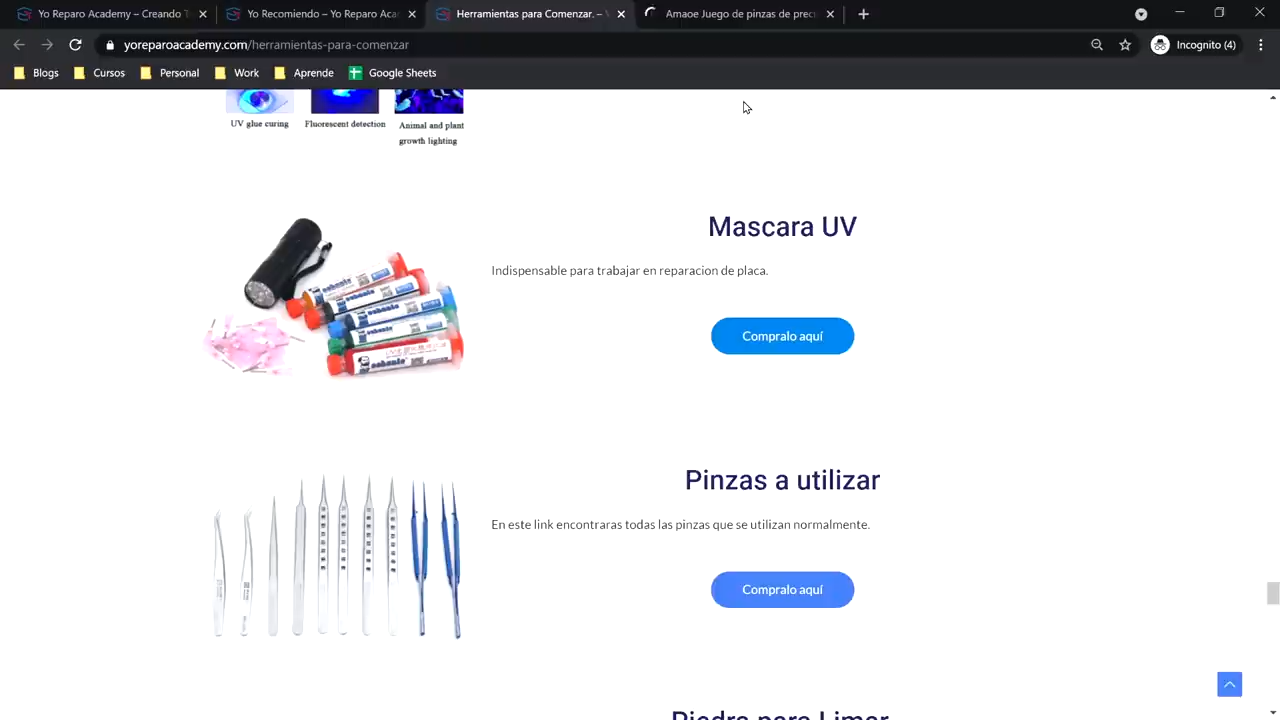 Yo Reparo Academy – Creando T
Yo Recomiendo – Yo Reparo Aca
Herramientas para Comenzar. – Y
Amaoe Juego de pinzas de prec
yoreparoacademy.com/herramientas-para-comenzar
Incognito (4)
Blogs
Cursos
Personal
Work
Aprende
Google Sheets
UV glue curing
Fluorescent detection
Animal and plant
growth lighting
Mascara UV
Indispensable para trabajar en reparacion de placa.
Compralo aquí
Pinzas a utilizar
En este link encontraras todas las pinzas que se utilizan normalmente.
Compralo aquí
Piedra para Limar